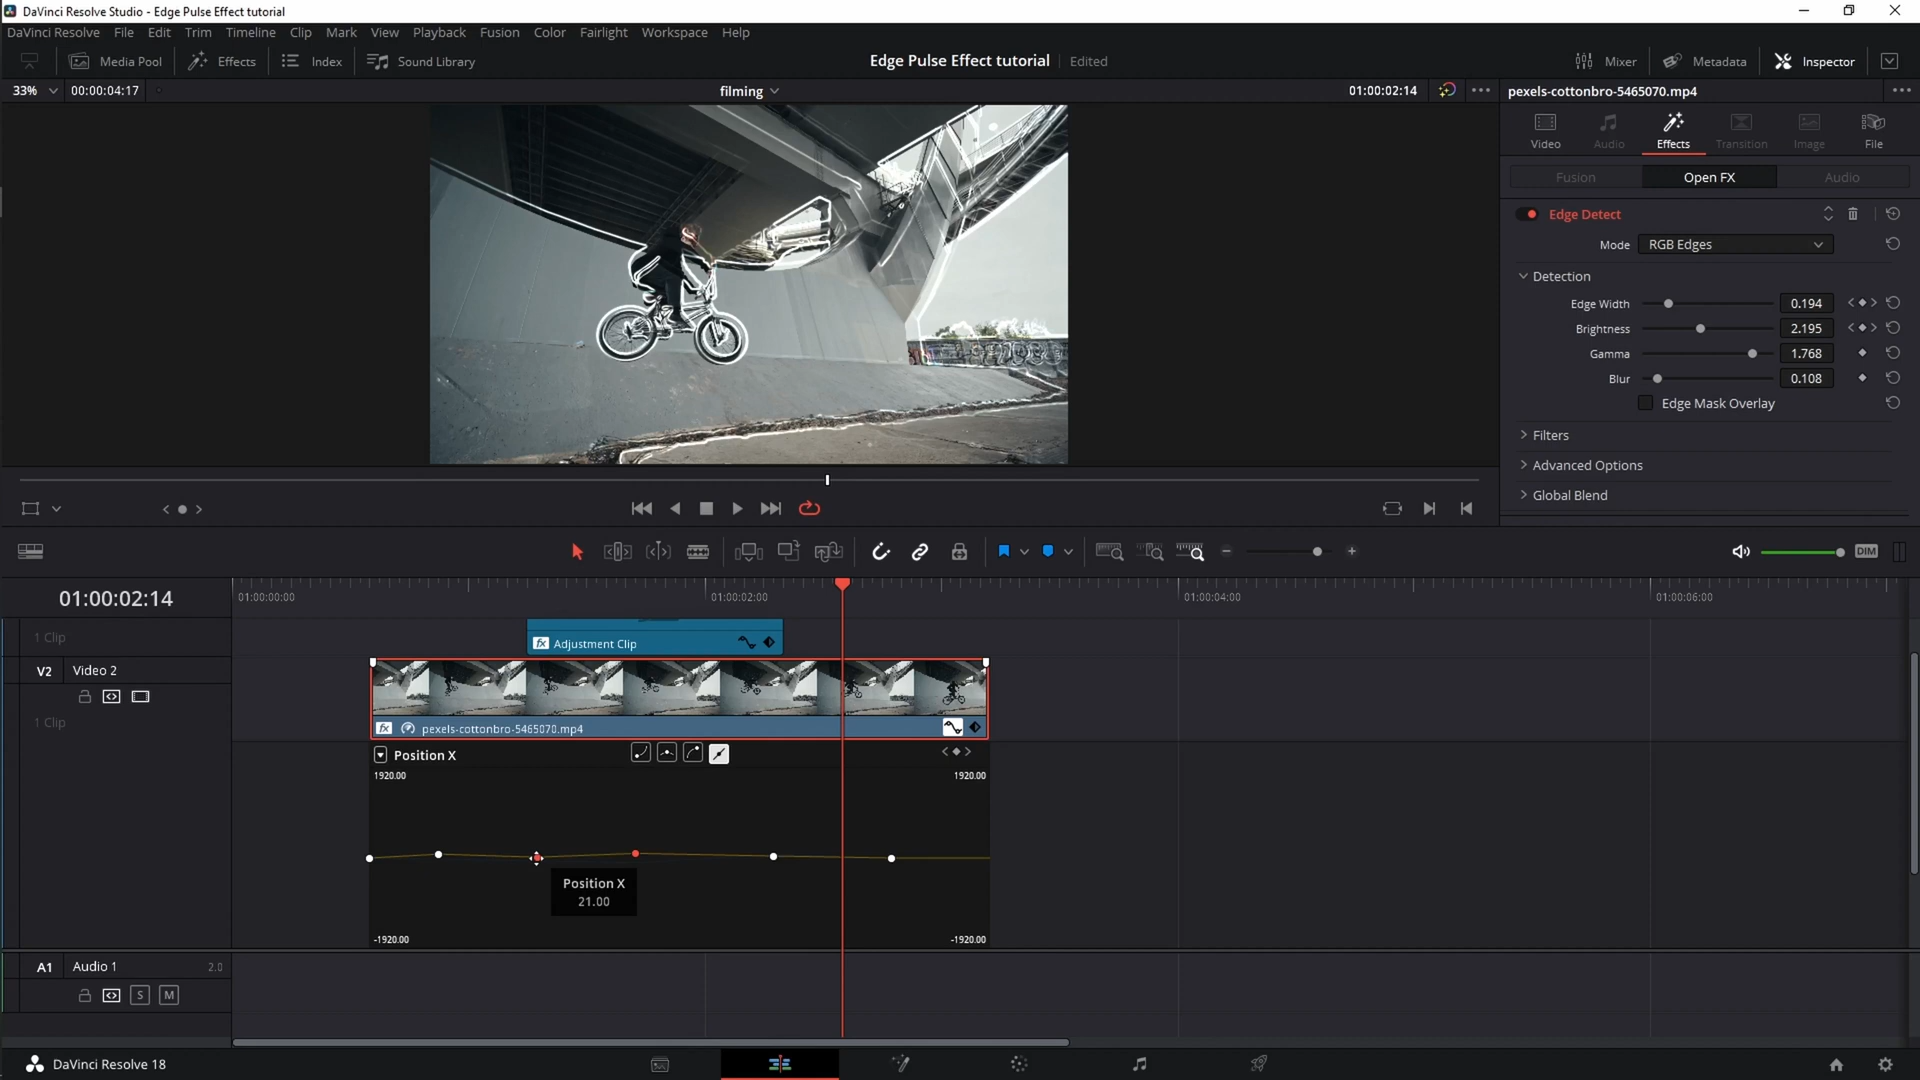 DaVinci Resolve Studio - Edge Pulse Effect tutorial
DaVinci Resolve File Edit Trim Timeline Clip Mark View Playback Fusion Color Fairlight Workspace Help
Media Pool Effects Index Sound Library Edge Pulse Effect tutorial Edited Mixer Metadata Inspector
33% 00:00:04:17 filming 01:00:02:14 pexels-cottonbro-5465070.mp4
Video Audio Effects Transition Image File
Fusion Open FX Audio
Edge Detect
Mode RGB Edges
Detection
Edge Width 0.194
Brightness 2.195
Gamma 1.768
Blur 0.108
Edge Mask Overlay
Filters
Advanced Options
Global Blend
DIM
01:00:02:14 01:00:00:00 01:00:02:00 01:00:04:00 01:00:06:00
1 Clip fx Adjustment Clip
V2 Video 2
1 Clip fx pexels-cottonbro-5465070.mp4
Position X
1920.00 1920.00
Position X
21.00
-1920.00 -1920.00
A1 Audio 1 2.0
S M
DaVinci Resolve 18